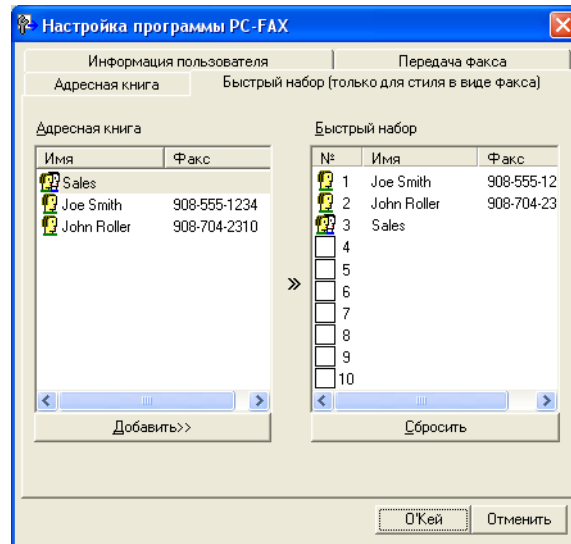 Настройка программы PC-FAX
Информация пользователя Передача факса
Адресная книга Быстрый набор (только для стиля в виде факса)
Адресная книга Быстрый набор
Имя Факс № Имя Факс
Sales 1 Joe Smith 908-555-12
Joe Smith 908-555-1234 2 John Roller 908-704-23
John Roller 908-704-2310 3 Sales
4
5
»
6
7
8
9
10
Добавить>> Сбросить
О'Кей Отменить